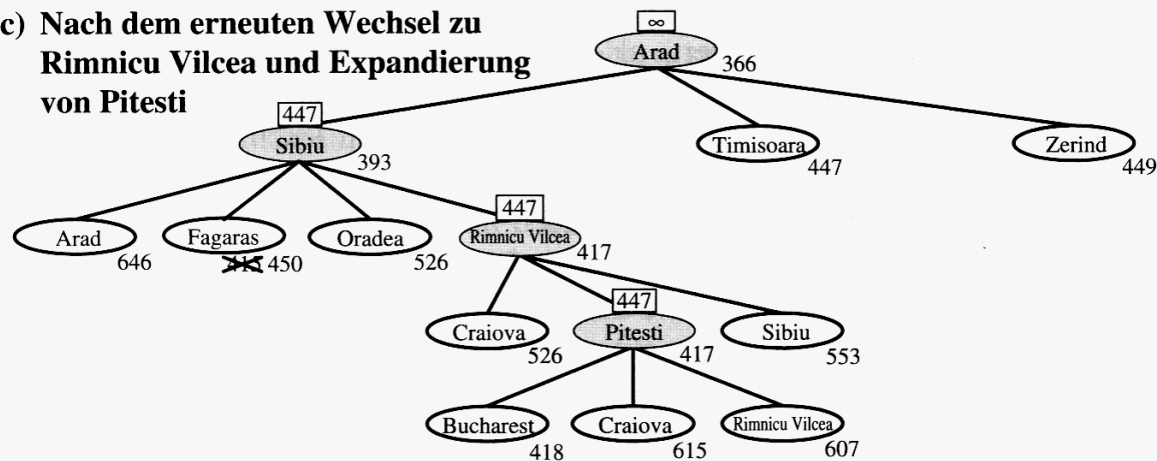 c) Nach dem erneuten Wechsel zu
Rimnicu Vilcea und Expandierung
von Pitesti
∞
Arad
366
447
Sibiu
393
Timisoara
447
Zerind
449
Arad
646
Fagaras
415 450
Oradea
526
447
Rimnicu Vilcea
417
Craiova
526
447
Pitesti
417
Sibiu
553
Bucharest
418
Craiova
615
Rimnicu Vilcea
607